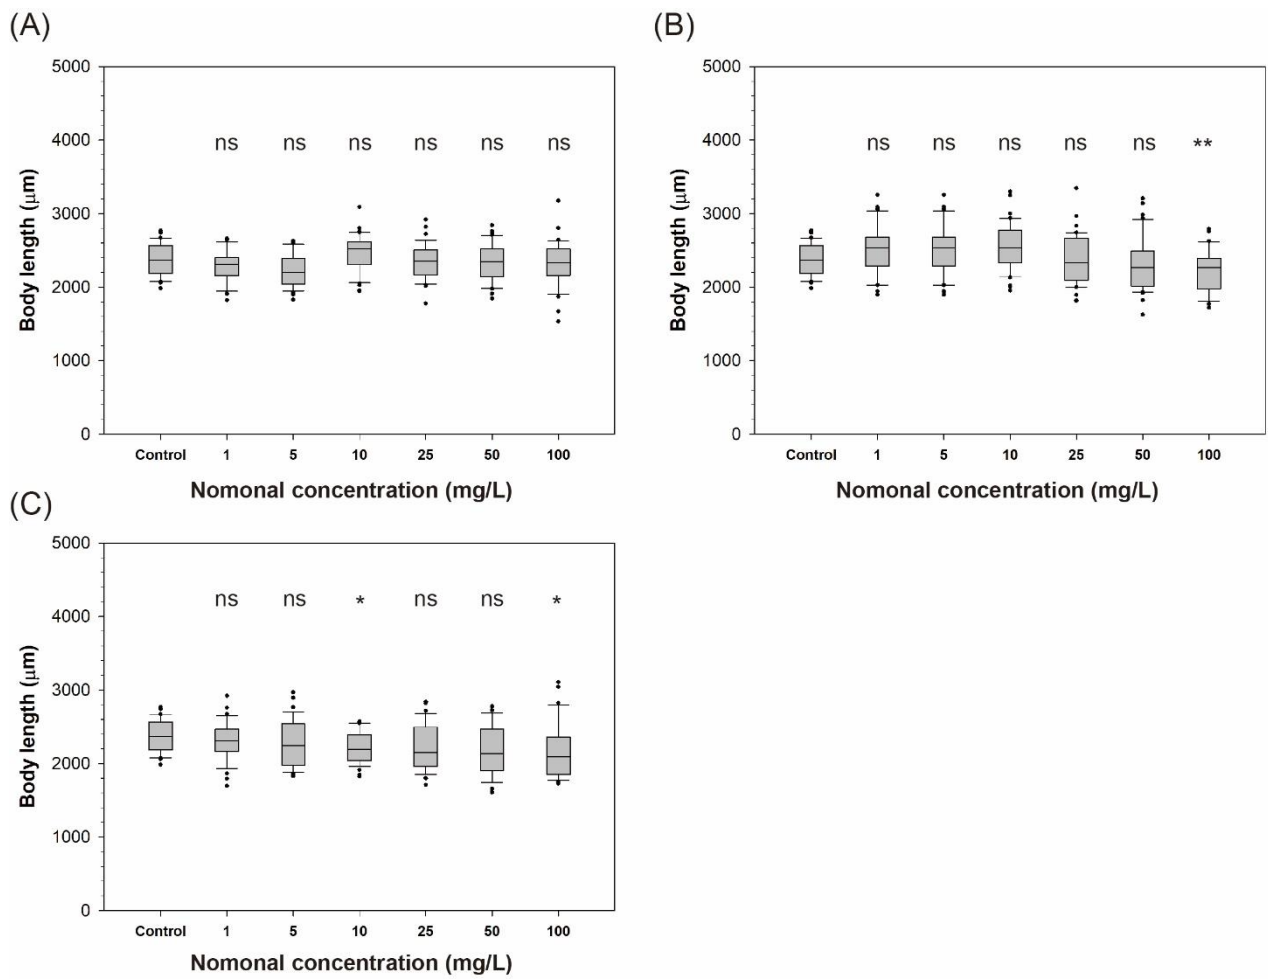 (A)
5000
4000
3000
2000
1000
0
Body length (μm)
ns ns ns ns ns ns
Control 1 5 10 25 50 100
Nomonal concentration (mg/L)
(B)
5000
4000
3000
2000
1000
0
Body length (μm)
ns ns ns ns ns **
Control 1 5 10 25 50 100
Nomonal concentration (mg/L)
(C)
5000
4000
3000
2000
1000
0
Body length (μm)
ns ns * ns ns *
Control 1 5 10 25 50 100
Nomonal concentration (mg/L)